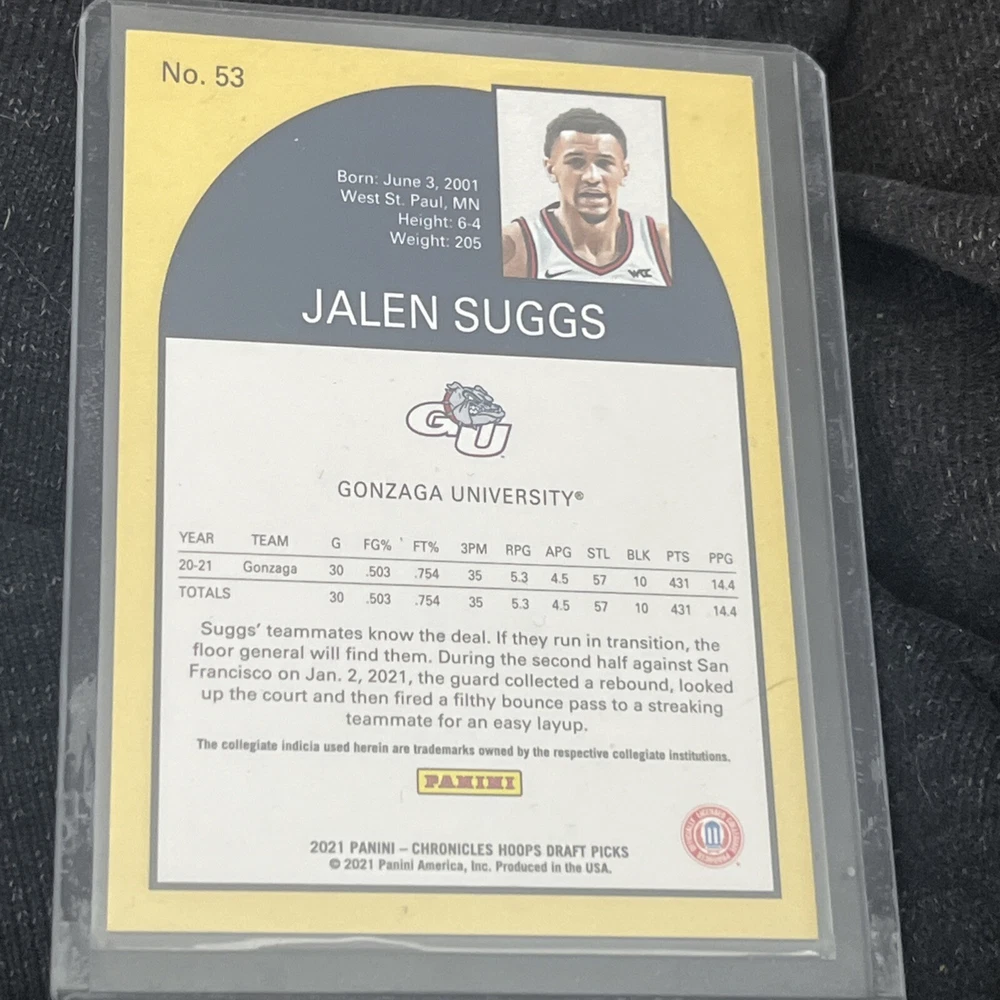 No. 53
Born: June 3, 2001
West St. Paul, MN
Height: 6-4
Weight: 205
WCC
JALEN SUGGS
GU
GONZAGA UNIVERSITY®
YEAR TEAM G FG% FT% 3PM RPG APG STL BLK PTS PPG
20-21 Gonzaga 30 .503 .754 35 5.3 4.5 57 10 431 14.4
TOTALS 30 .503 .754 35 5.3 4.5 57 10 431 14.4
Suggs' teammates know the deal. If they run in transition, the
floor general will find them. During the second half against San
Francisco on Jan. 2, 2021, the guard collected a rebound, looked
up the court and then fired a filthy bounce pass to a streaking
teammate for an easy layup.
The collegiate indicia used herein are trademarks owned by the respective collegiate institutions.
PANINI
2021 PANINI – CHRONICLES HOOPS DRAFT PICKS
© 2021 Panini America, Inc. Produced in the USA.